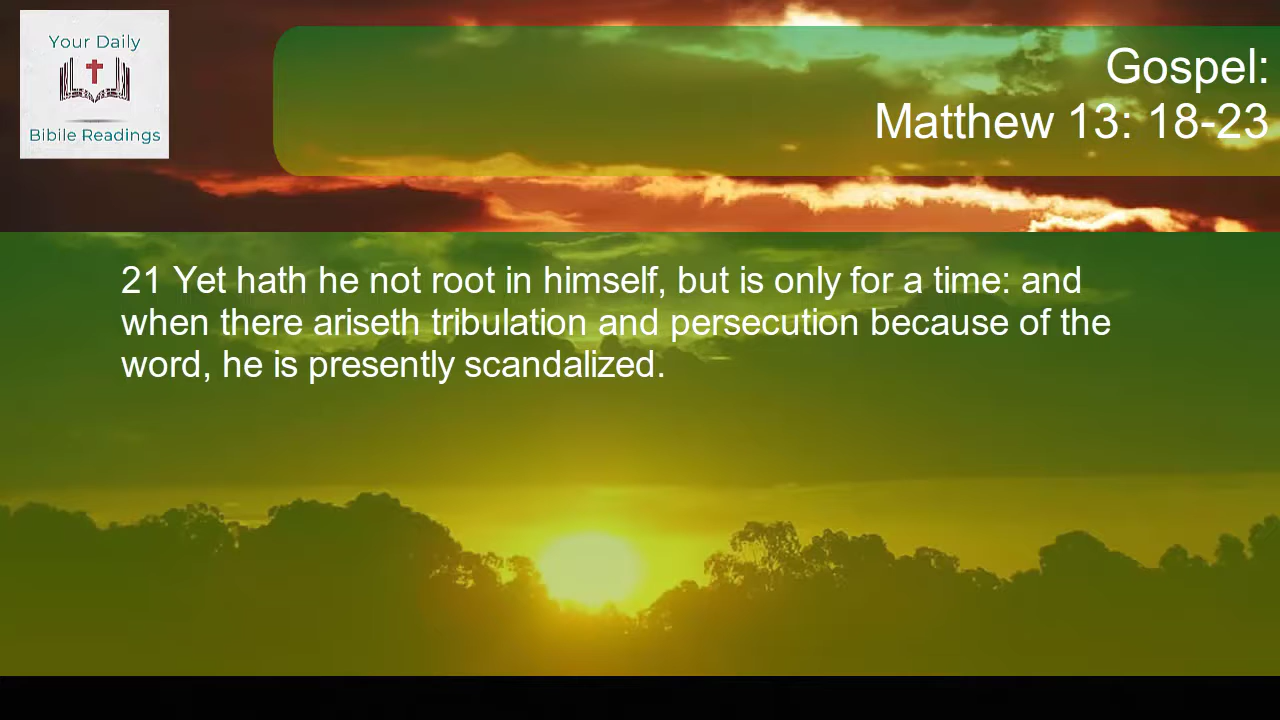 Your Daily
Bibile Readings
Gospel:
Matthew 13: 18-23
21 Yet hath he not root in himself, but is only for a time: and
when there ariseth tribulation and persecution because of the
word, he is presently scandalized.